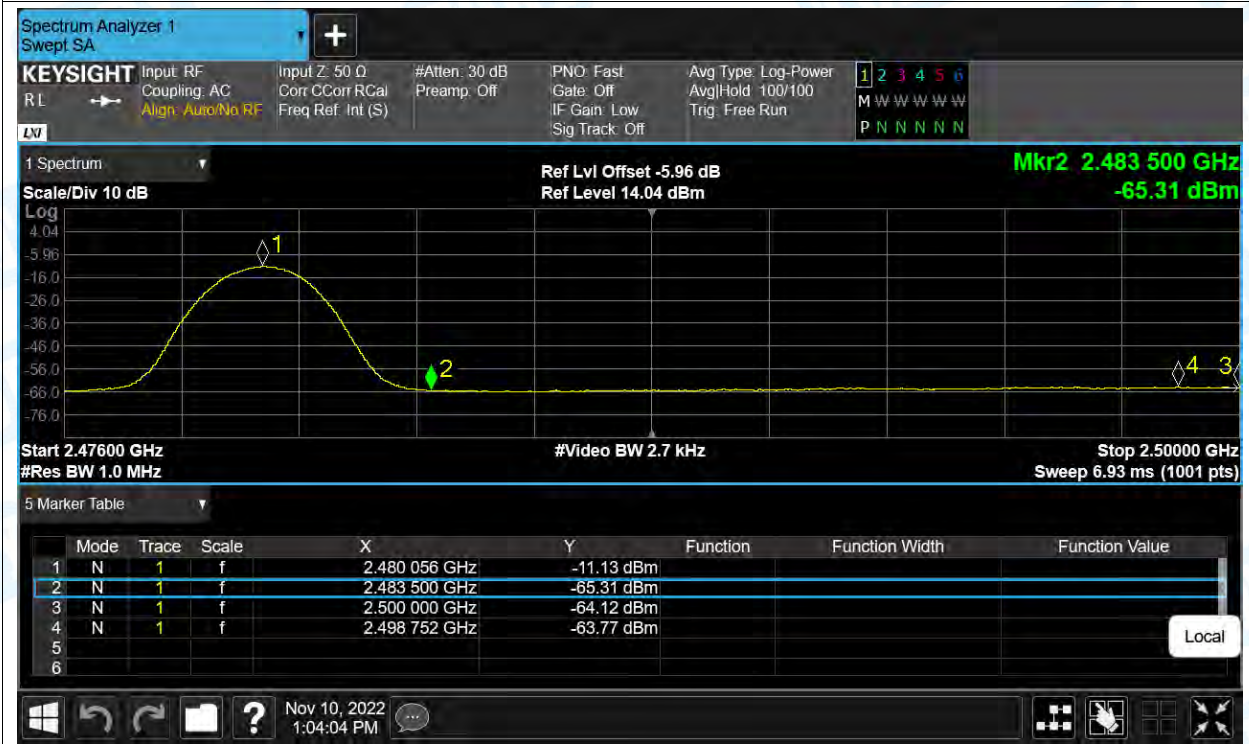 Spectrum Analyzer 1
Swept SA
KEYSIGHT Input: RF Input Z: 50 Ω #Atten: 30 dB PNO: Fast Avg Type: Log-Power 1 2 3 4 5 6
R L Coupling: AC Corr CCorr RCal Preamp: Off Gate: Off Avg|Hold: 100/100 M W W W W W W
Align: Auto/No RF Freq Ref: Int (S) IF Gain: Low Trig: Free Run
LXI Sig Track: Off P N N N N N N
1 Spectrum Ref Lvl Offset -5.96 dB Mkr2 2.483 500 GHz
Scale/Div 10 dB Ref Level 14.04 dBm -65.31 dBm
Log
4.04
-5.96 1
-16.0
-26.0
-36.0
-46.0
-56.0 2 4 3
-66.0
-76.0
Start 2.47600 GHz #Video BW 2.7 kHz Stop 2.50000 GHz
#Res BW 1.0 MHz Sweep 6.93 ms (1001 pts)
5 Marker Table
Mode Trace Scale X Y Function Function Width Function Value
1 N 1 f 2.480 056 GHz -11.13 dBm
2 N 1 f 2.483 500 GHz -65.31 dBm
3 N 1 f 2.500 000 GHz -64.12 dBm
4 N 1 f 2.498 752 GHz -63.77 dBm
5
6
Local
? Nov 10, 2022
1:04:04 PM